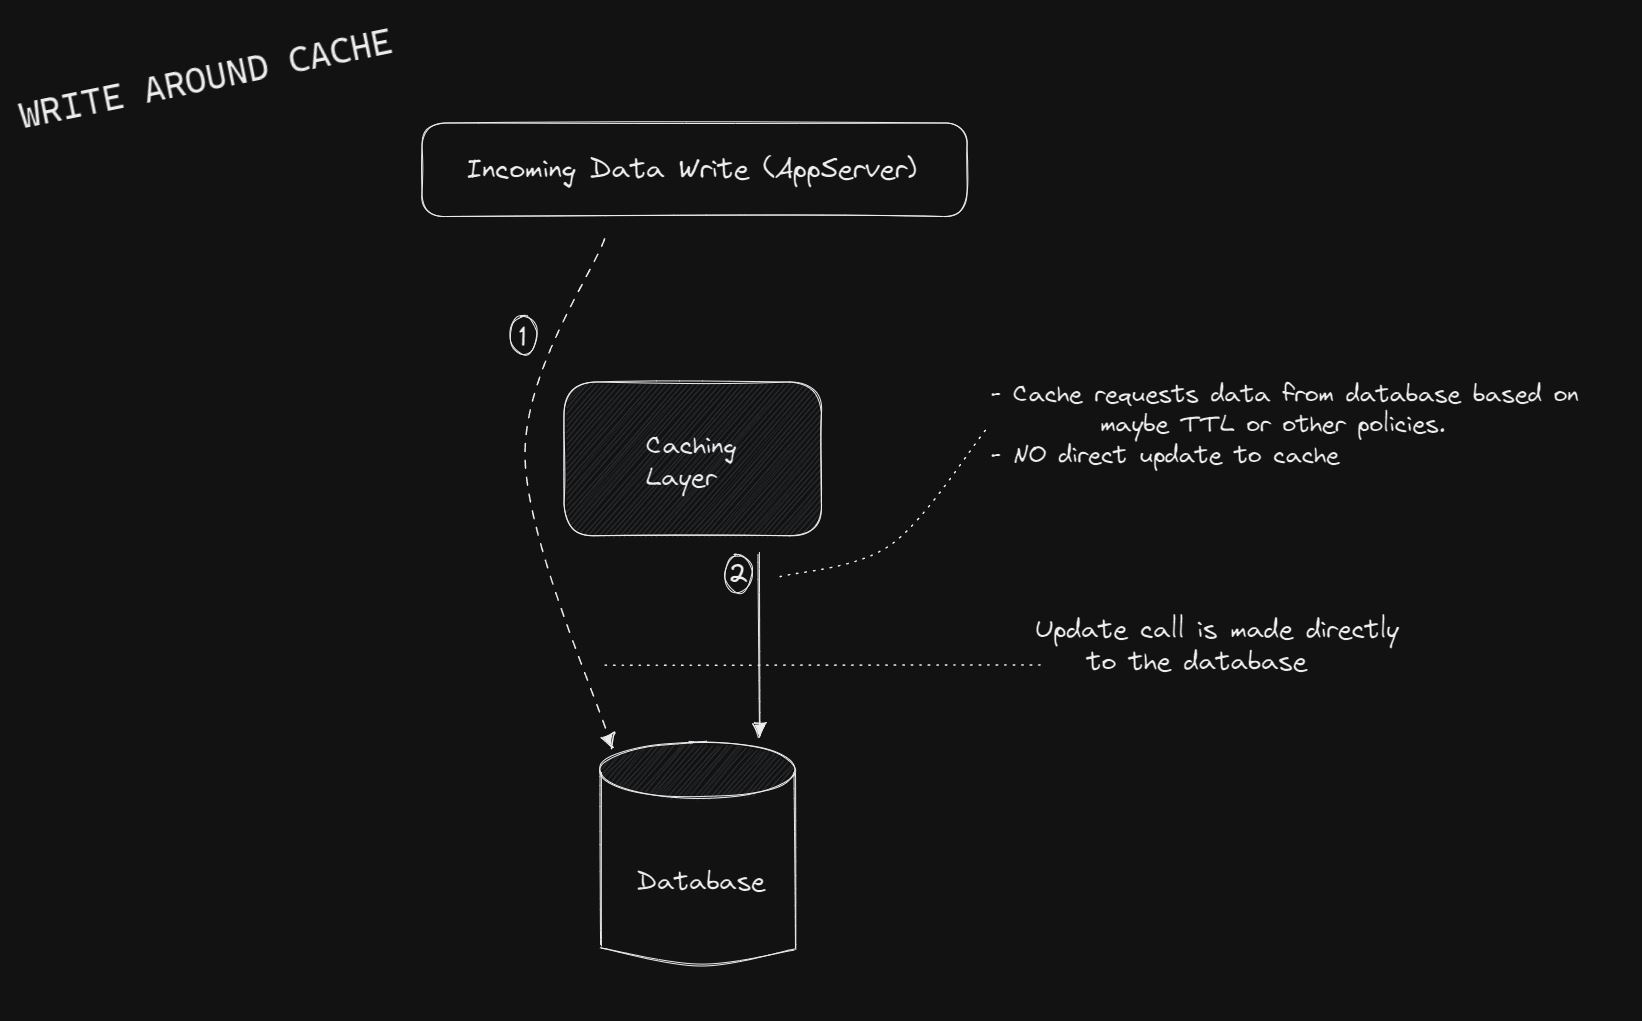 WRITE AROUND CACHE
Incoming Data Write (AppServer)
1
Caching
Layer
- Cache requests data from database based on
maybe TTL or other policies.
- NO direct update to cache
2
Update call is made directly
to the database
Database